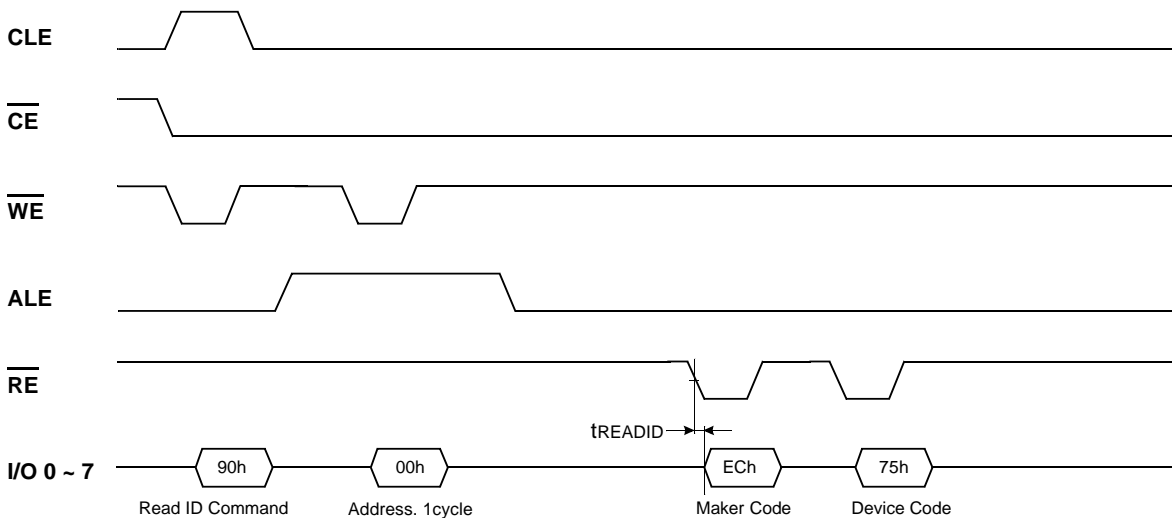 CLE
CE
WE
ALE
RE
tREADID
I/O 0 ~ 7
90h
00h
ECh
75h
Read ID Command
Address. 1cycle
Maker Code
Device Code